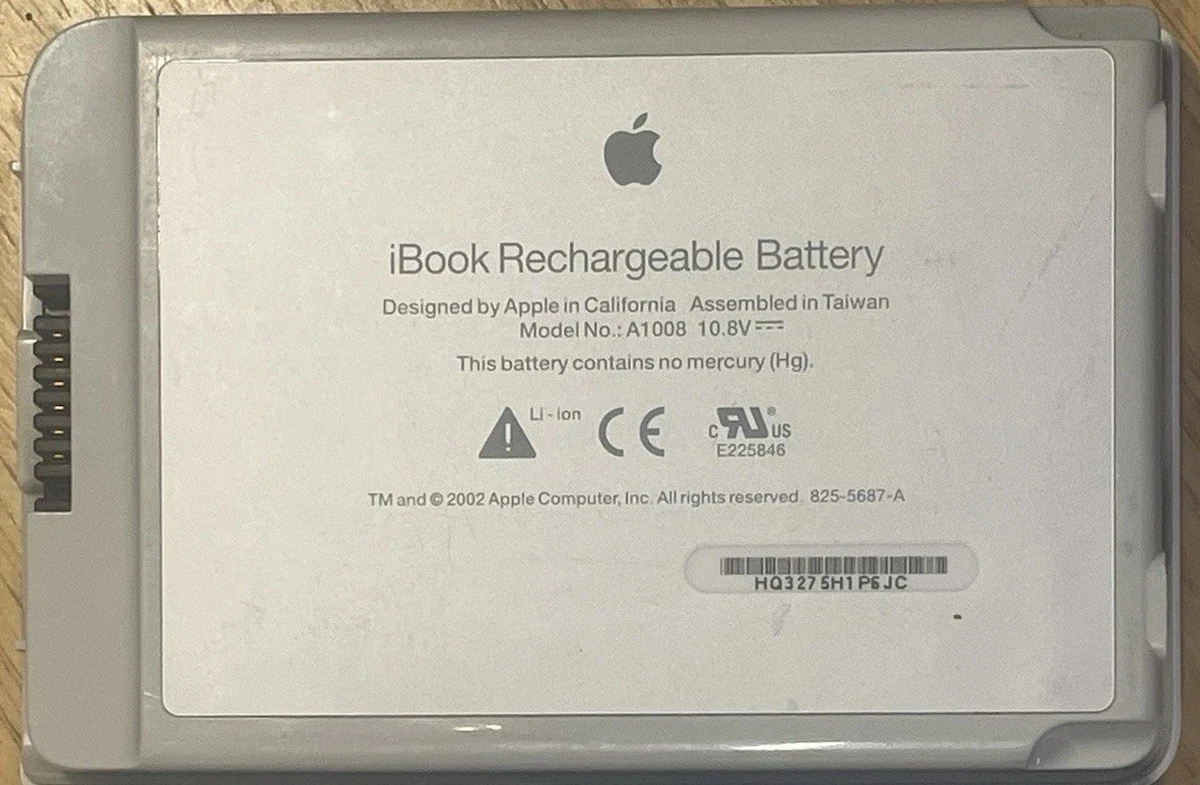 iBook Rechargeable Battery
Designed by Apple in California Assembled in Taiwan
Model No.: A1008 10.8V
This battery contains no mercury (Hg).
! Li-Ion CE c RU ® US
E225846
TM and © 2002 Apple Computer, Inc. All rights reserved. 825-5687-A
HQ3275H1P6JC